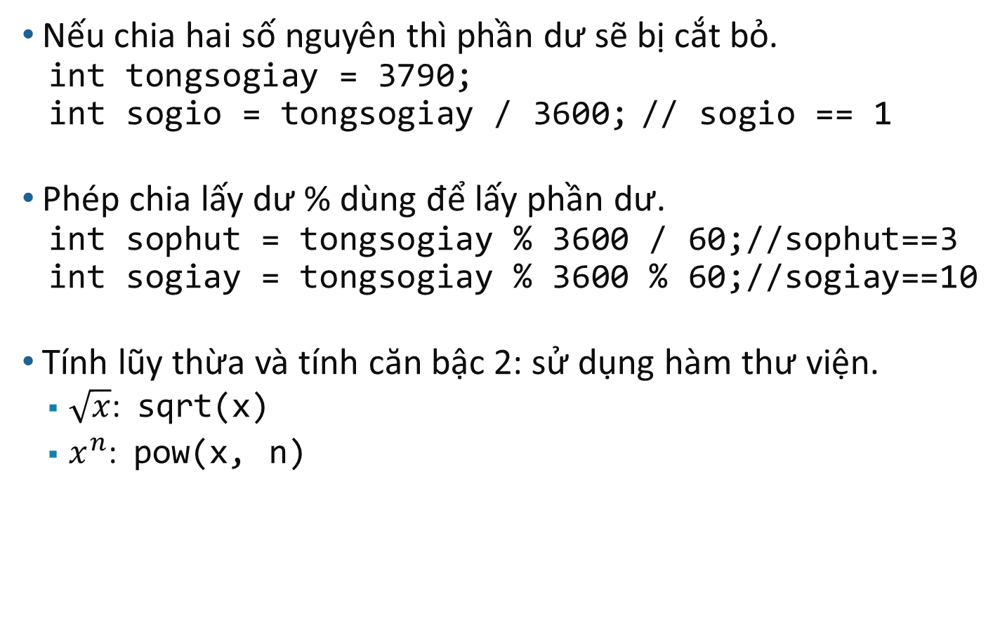 • Nếu chia hai số nguyên thì phần dư sẽ bị cắt bỏ.
int tongsogiay = 3790;
int sogio = tongsogiay / 3600; // sogio == 1
• Phép chia lấy dư % dùng để lấy phần dư.
int sophut = tongsogiay % 3600 / 60;//sophut==3
int sogiay = tongsogiay % 3600 % 60;//sogiay==10
• Tính lũy thừa và tính căn bậc 2: sử dụng hàm thư viện.
▪ √x: sqrt(x)
▪ xⁿ: pow(x, n)